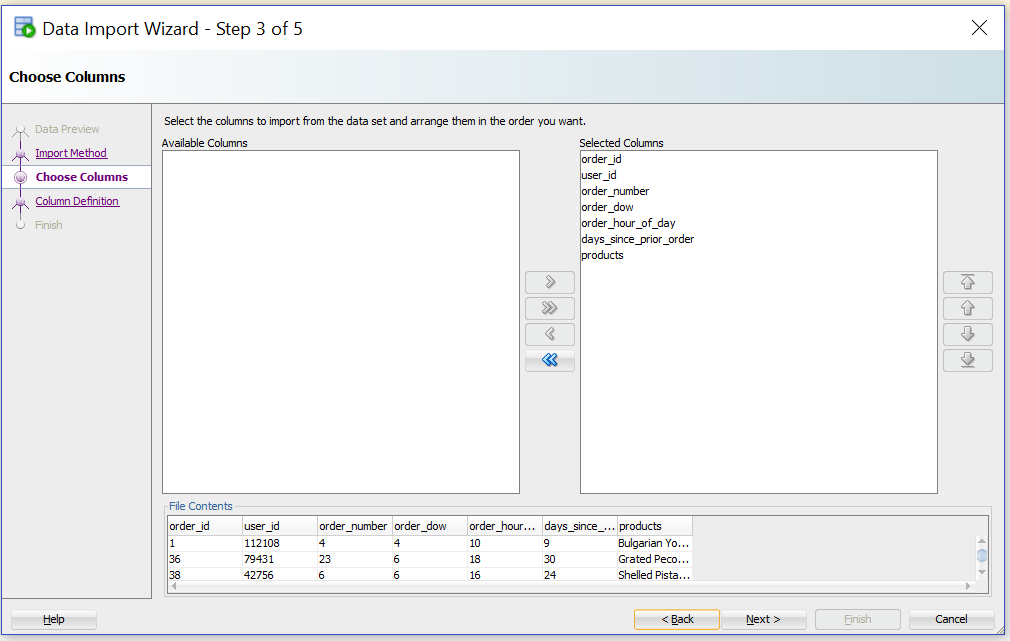 Data Import Wizard - Step 3 of 5
Choose Columns
Data Preview
Import Method
Choose Columns
Column Definition
Finish
Select the columns to import from the data set and arrange them in the order you want.
Available Columns
Selected Columns
order_id
user_id
order_number
order_dow
order_hour_of_day
days_since_prior_order
products
File Contents
order_id user_id order_number order_dow order_hour... days_since_... products
1 112108 4 4 10 9 Bulgarian Yo...
36 79431 23 6 18 30 Grated Peco...
38 42756 6 6 16 24 Shelled Pista...
Help < Back Next > Finish Cancel